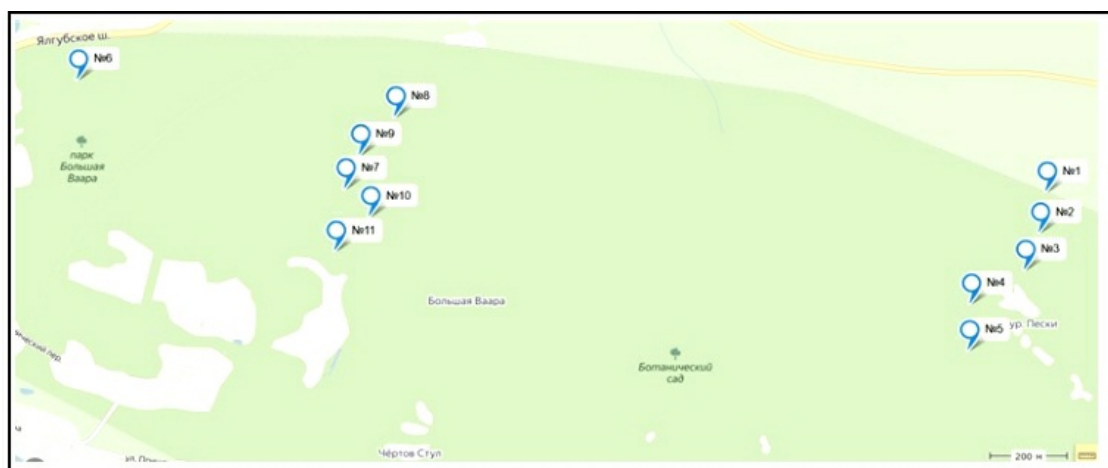 Ялгубское ш.
№6
№8
№9
парк
Большая
Ваара
№7
№1
№10
№2
№11
№3
№4
Большая Ваара
ур. Пески
№5
Ботанический
сад
Чёртов Стул
200 м